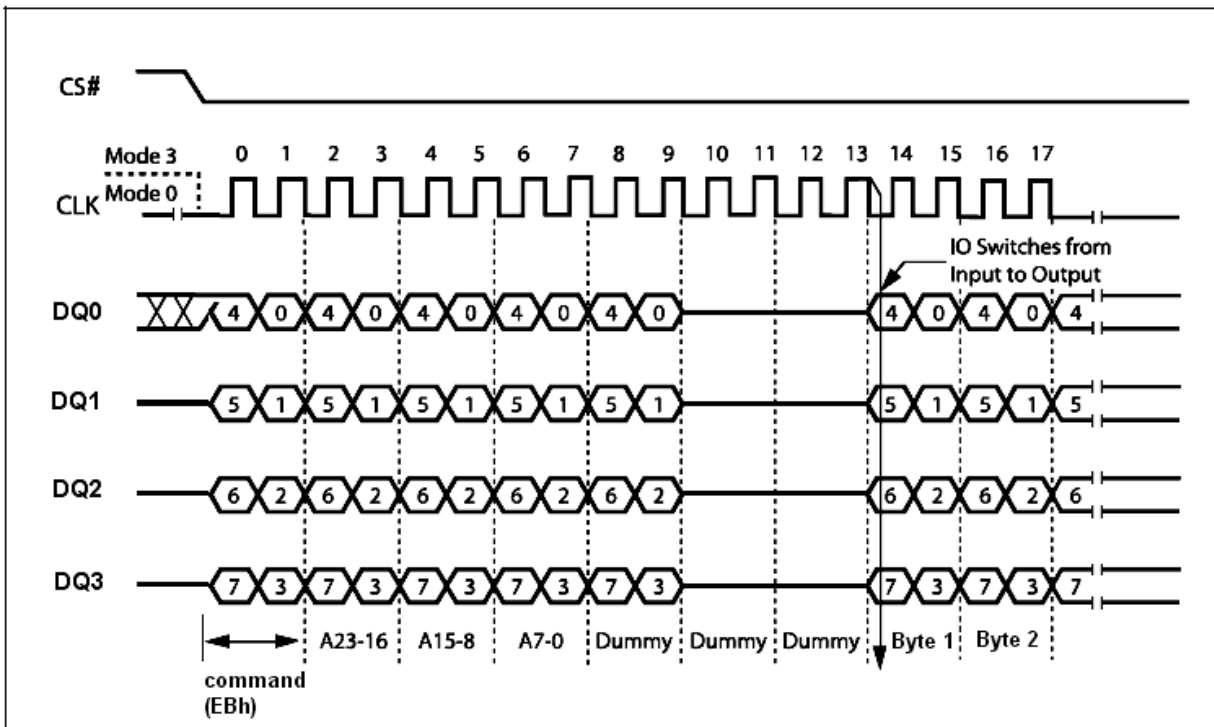 CS#
Mode 3
0 1 2 3 4 5 6 7 8 9 10 11 12 13 14 15 16 17
Mode 0
CLK
IO Switches from
Input to Output
DQ0 4 0 4 0 4 0 4 0 4 0 4 0 4 0 4
DQ1 5 1 5 1 5 1 5 1 5 1 5 1 5 1 5
DQ2 6 2 6 2 6 2 6 2 6 2 6 2 6 2 6
DQ3 7 3 7 3 7 3 7 3 7 3 7 3 7 3 7
A23-16 A15-8 A7-0 Dummy Dummy Dummy Byte 1 Byte 2
command
(EBh)